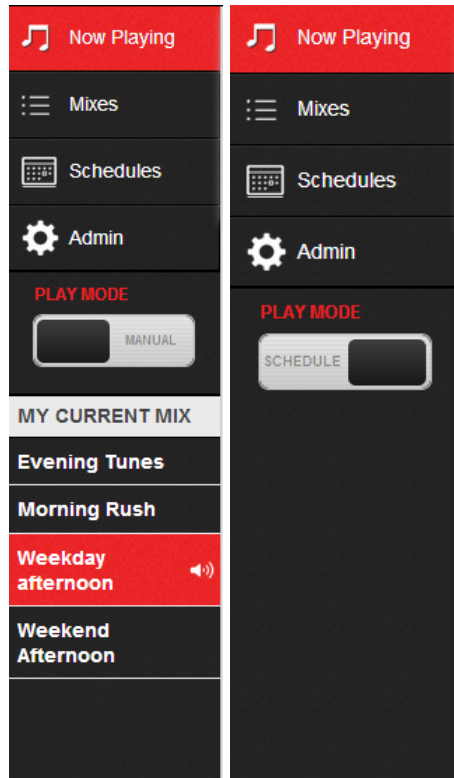 Now Playing
Mixes
Schedules
Admin
PLAY MODE
MANUAL
MY CURRENT MIX
Evening Tunes
Morning Rush
Weekday
afternoon
Weekend
Afternoon
Now Playing
Mixes
Schedules
Admin
PLAY MODE
SCHEDULE